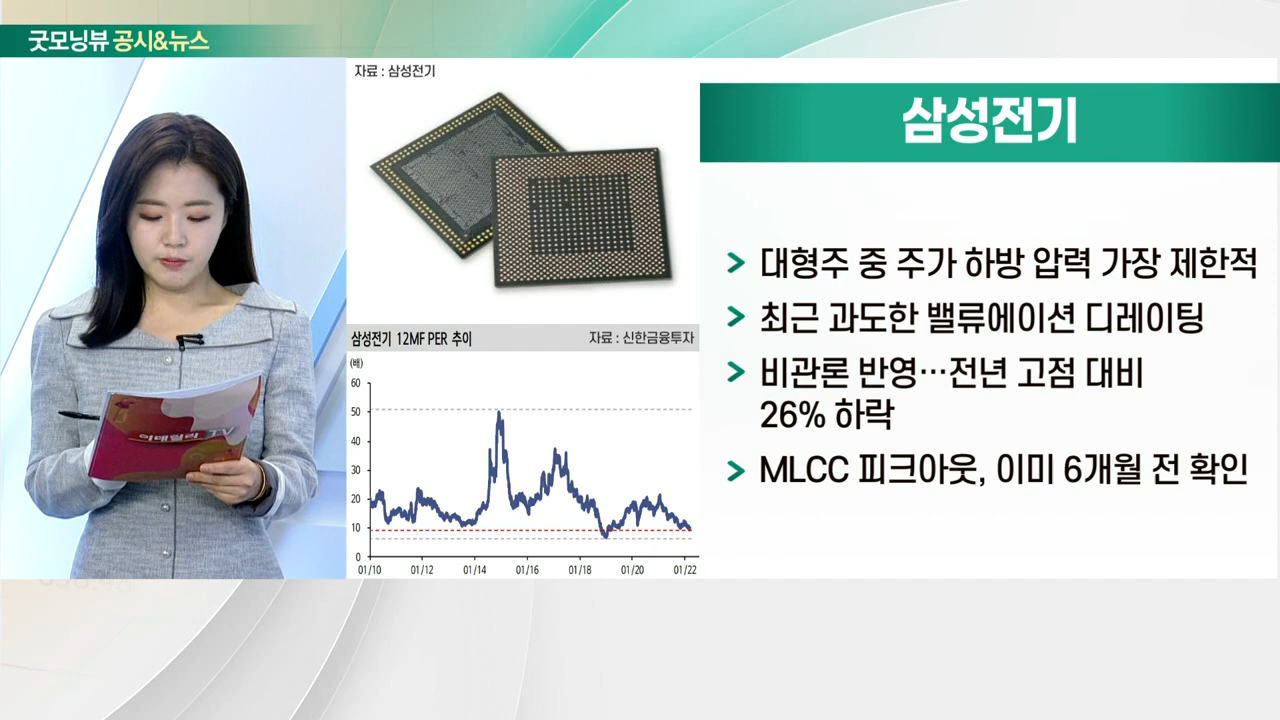 굿모닝뷰 공시&뉴스
자료 : 삼성전기
삼성전기
대형주 중 주가 하방 압력 가장 제한적
최근 과도한 밸류에이션 디레이팅
비관론 반영…전년 고점 대비
26% 하락
MLCC 피크아웃, 이미 6개월 전 확인
삼성전기 12MF PER 추이
자료 : 신한금융투자
(배)
60
50
40
30
20
10
0
01/10 01/12 01/14 01/16 01/18 01/20 01/22
이데일리 TV